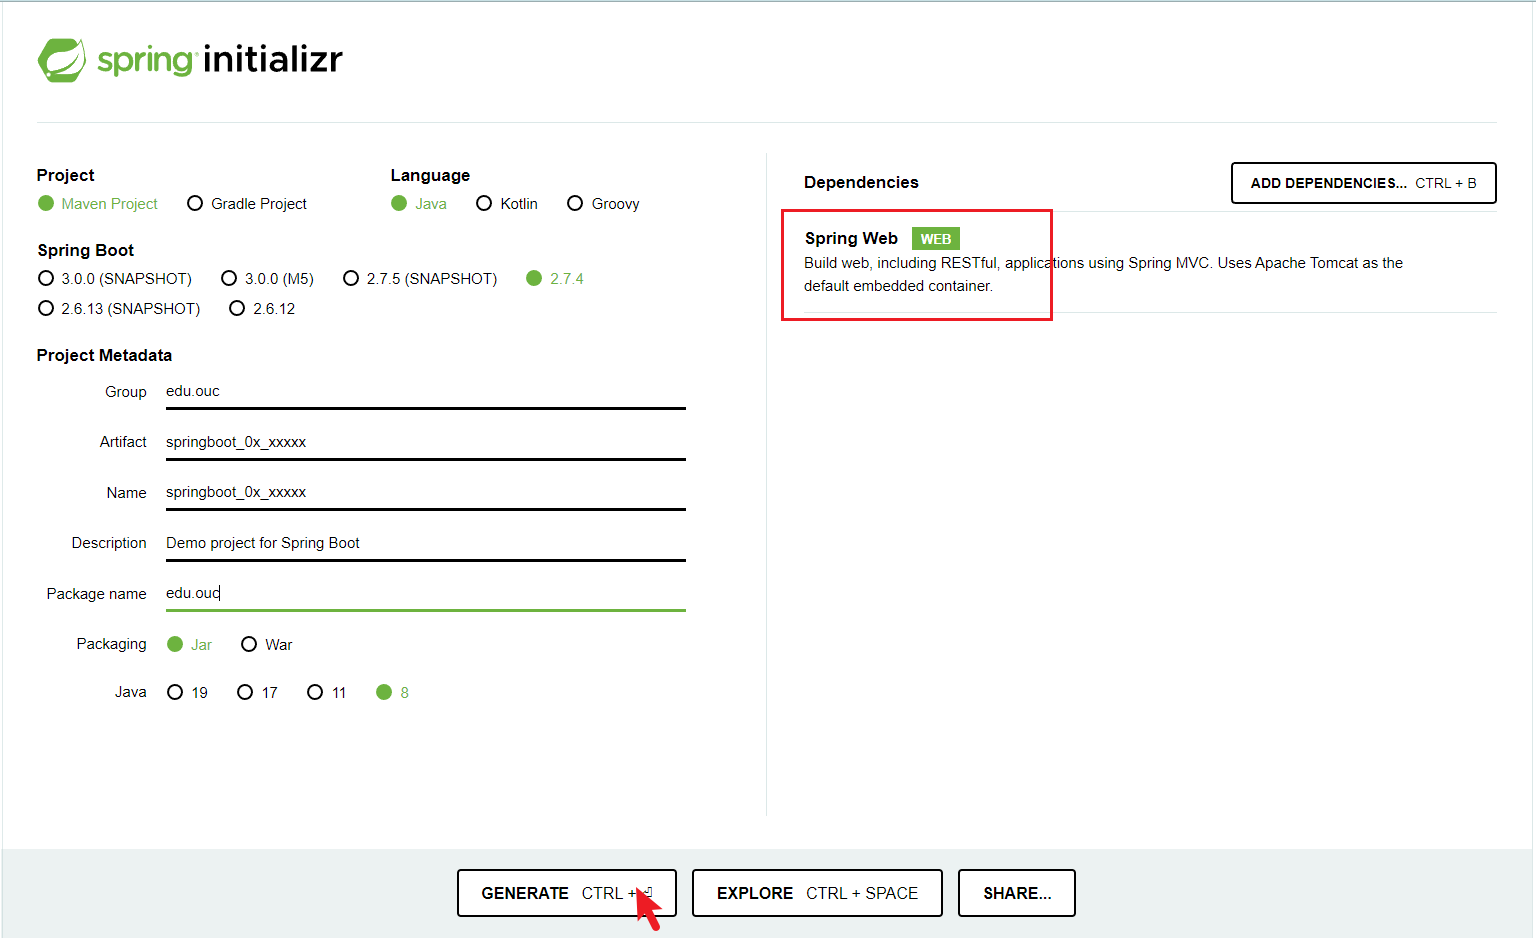 spring initializr
Project
Maven Project Gradle Project
Language
Java Kotlin Groovy
Spring Boot
3.0.0 (SNAPSHOT) 3.0.0 (M5) 2.7.5 (SNAPSHOT) 2.7.4
2.6.13 (SNAPSHOT) 2.6.12
Project Metadata
Group edu.ouc
Artifact springboot_0x_xxxxx
Name springboot_0x_xxxxx
Description Demo project for Spring Boot
Package name edu.ouc
Packaging Jar War
Java 19 17 11 8
Dependencies
ADD DEPENDENCIES... CTRL + B
Spring Web WEB
Build web, including RESTful, applications using Spring MVC. Uses Apache Tomcat as the
default embedded container.
GENERATE CTRL + ⏎ EXPLORE CTRL + SPACE SHARE...